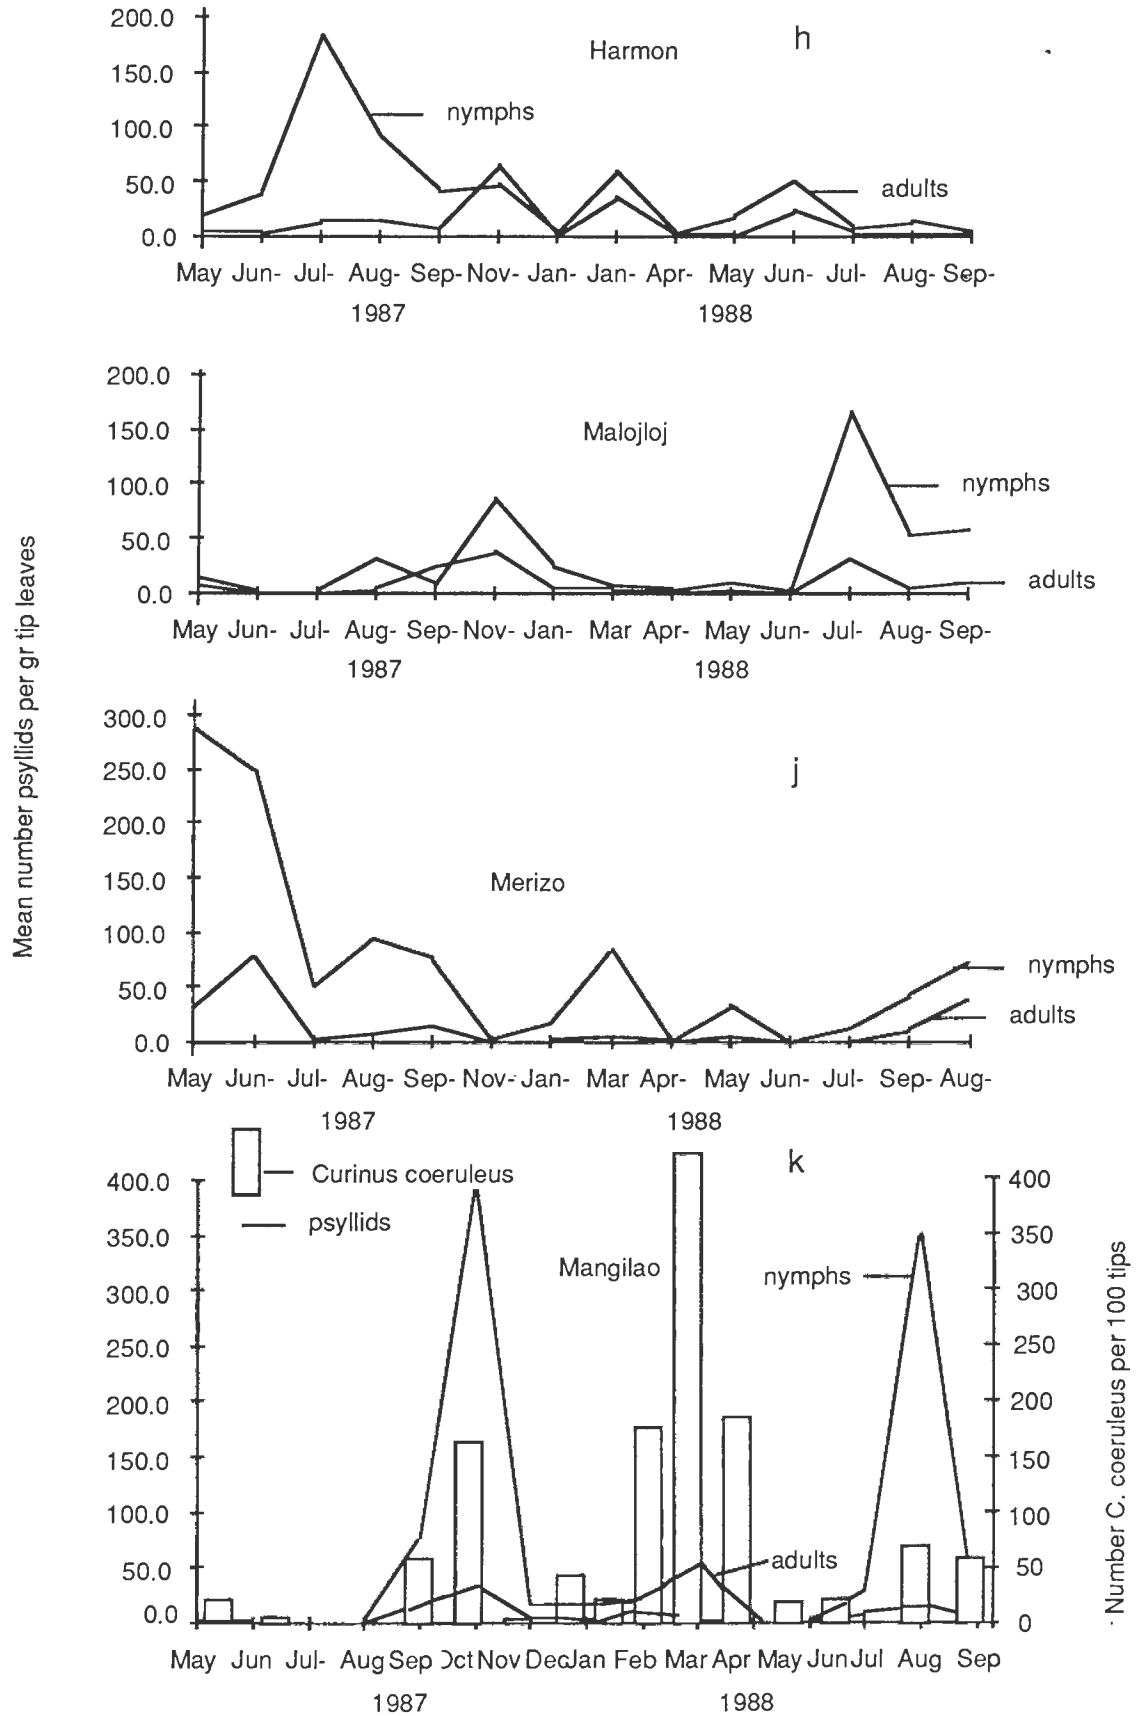 200.0
h
Harmon
150.0
nymphs
100.0
adults
50.0
0.0
May Jun- Jul- Aug- Sep- Nov- Jan- Jan- Apr- May Jun- Jul- Aug- Sep-
1987 1988
Mean number psyllids per gr tip leaves
200.0
Malojloj
150.0
100.0
nymphs
50.0
adults
0.0
May Jun- Jul- Aug- Sep- Nov- Jan- Mar Apr- May Jun- Jul- Aug- Sep-
1987 1988
300.0
j
250.0
200.0
150.0
Merizo
100.0
nymphs
50.0
adults
0.0
May Jun- Jul- Aug- Sep- Nov- Jan- Mar Apr- May Jun- Jul- Sep- Aug-
1987 1988
k
Curinus coeruleus
400.0 400
psyllids
350.0 350
Mangilao
nymphs
300.0 300
250.0 250
200.0 200
150.0 150
100.0 100
adults
50.0 50
0.0 0
Number C. coeruleus per 100 tips
May Jun Jul- Aug Sep Oct Nov Dec Jan Feb Mar Apr May Jun Jul Aug Sep
1987 1988